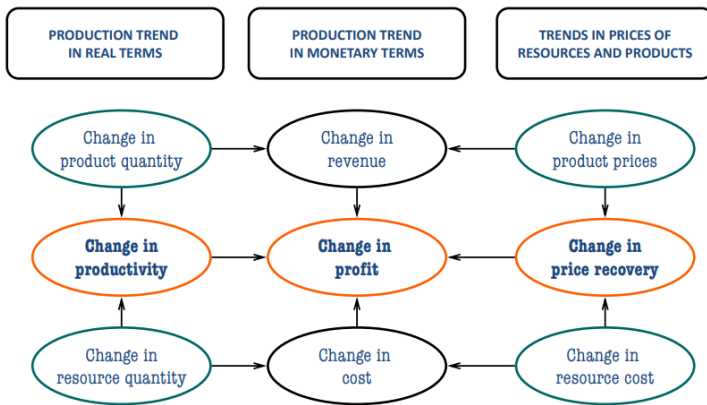 PRODUCTION TREND
IN REAL TERMS
PRODUCTION TREND
IN MONETARY TERMS
TRENDS IN PRICES OF
RESOURCES AND PRODUCTS
Change in
product quantity
Change in
revenue
Change in
product prices
Change in
productivity
Change in
profit
Change in
price recovery
Change in
resource quantity
Change in
cost
Change in
resource cost